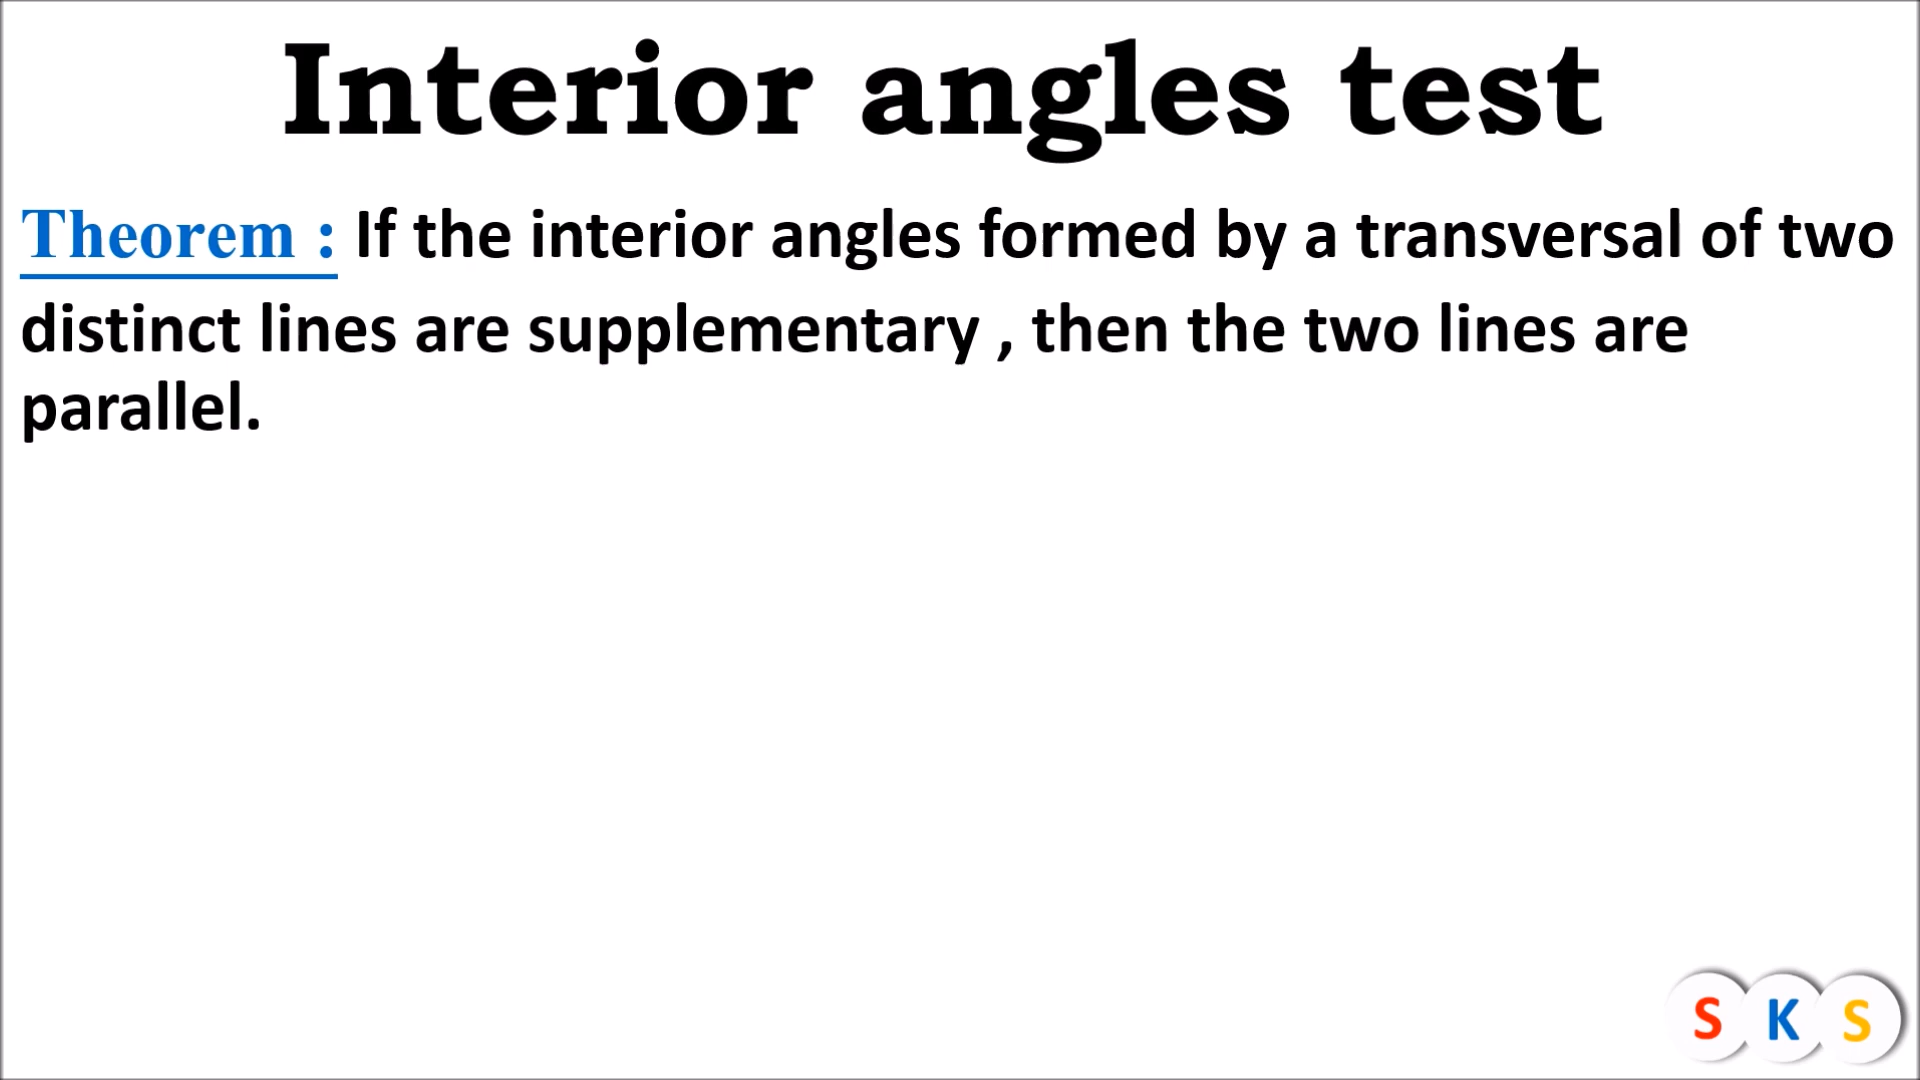 Interior angles test
Theorem : If the interior angles formed by a transversal of two
distinct lines are supplementary , then the two lines are
parallel.
S K S